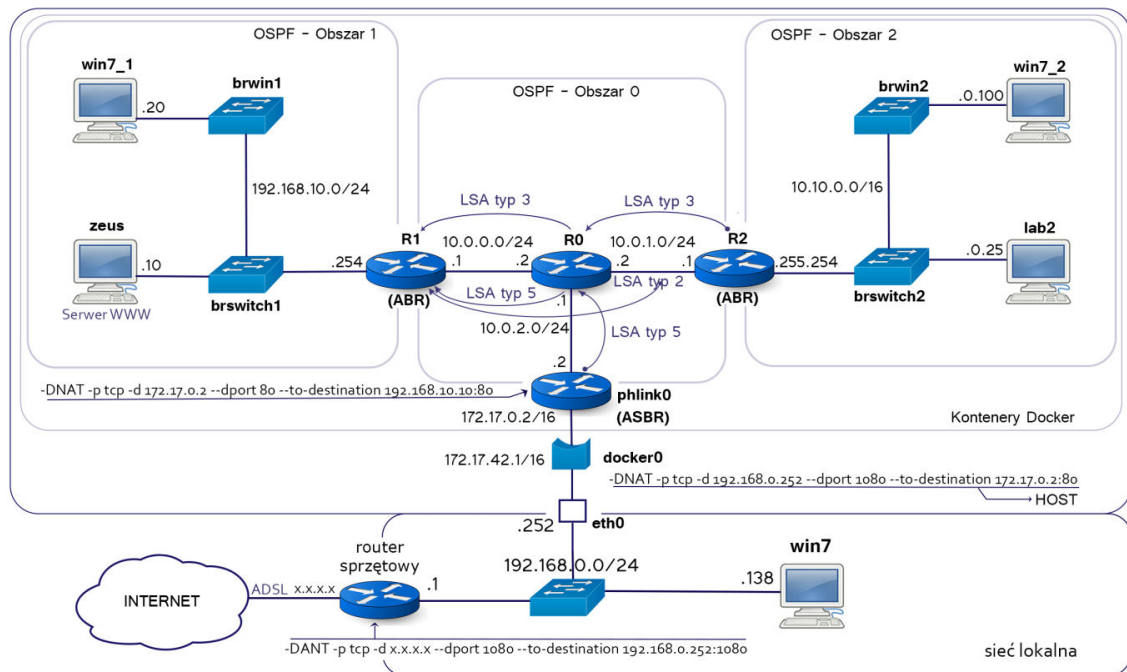 OSPF – Obszar 1
OSPF – Obszar 2
win7_1
brwin1
OSPF – Obszar 0
brwin2
win7_2
.20
.0.100
192.168.10.0/24
10.10.0.0/16
LSA typ 3
LSA typ 3
zeus
R1
10.0.0.0/24
R0
10.0.1.0/24
R2
lab2
.10
.254
.1
.2
.2
.1
.255.254
.0.25
Serwer WWW
brswitch1
(ABR)
LSA typ 5
.1
LSA typ 2
(ABR)
brswitch2
10.0.2.0/24
LSA typ 5
.2
-DNAT -p tcp -d 172.17.0.2 --dport 80 --to-destination 192.168.10.10:80
phlink0
172.17.0.2/16
(ASBR)
Kontenery Docker
172.17.42.1/16
docker0
-DNAT -p tcp -d 192.168.0.252 --dport 1080 --to-destination 172.17.0.2:80
HOST
.252
eth0
router
sprzętowy
192.168.0.0/24
win7
INTERNET
ADSL x.x.x.x
.1
.138
-DANT -p tcp -d x.x.x.x --dport 1080 --to-destination 192.168.0.252:1080
sieć lokalna